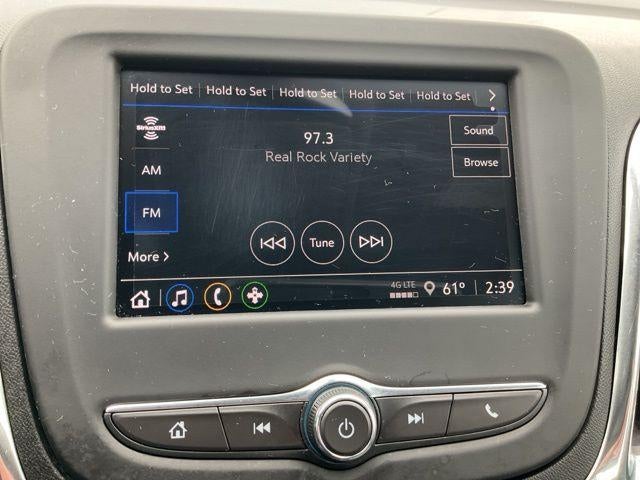 Hold to Set Hold to Set Hold to Set Hold to Set Hold to Set
SiriusXM
97.3
Sound
Real Rock Variety
Browse
AM
FM
Tune
More
4G LTE
61° 2:39